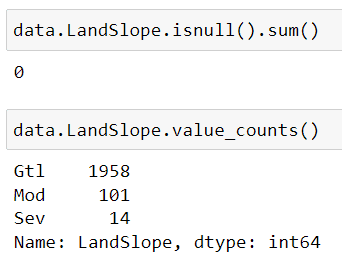 data.LandSlope.isnull().sum()
0
data.LandSlope.value_counts()
Gtl    1958
Mod     101
Sev      14
Name: LandSlope, dtype: int64